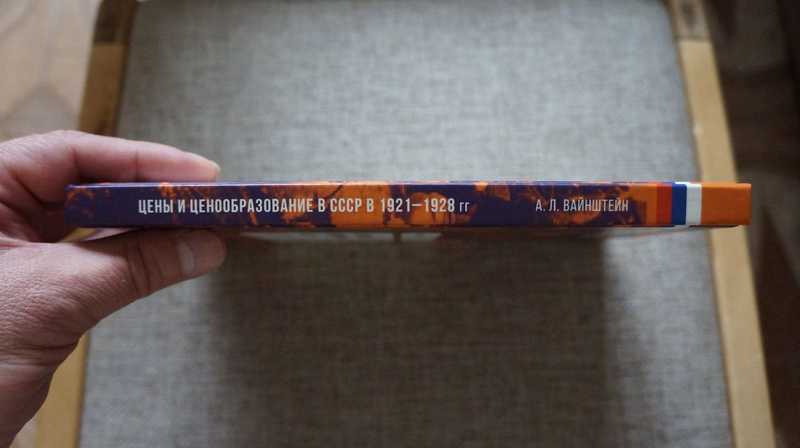 ЦЕНЫ И ЦЕНООБРАЗОВАНИЕ В СССР В 1921–1928 гг А. Л. ВАЙНШТЕЙН